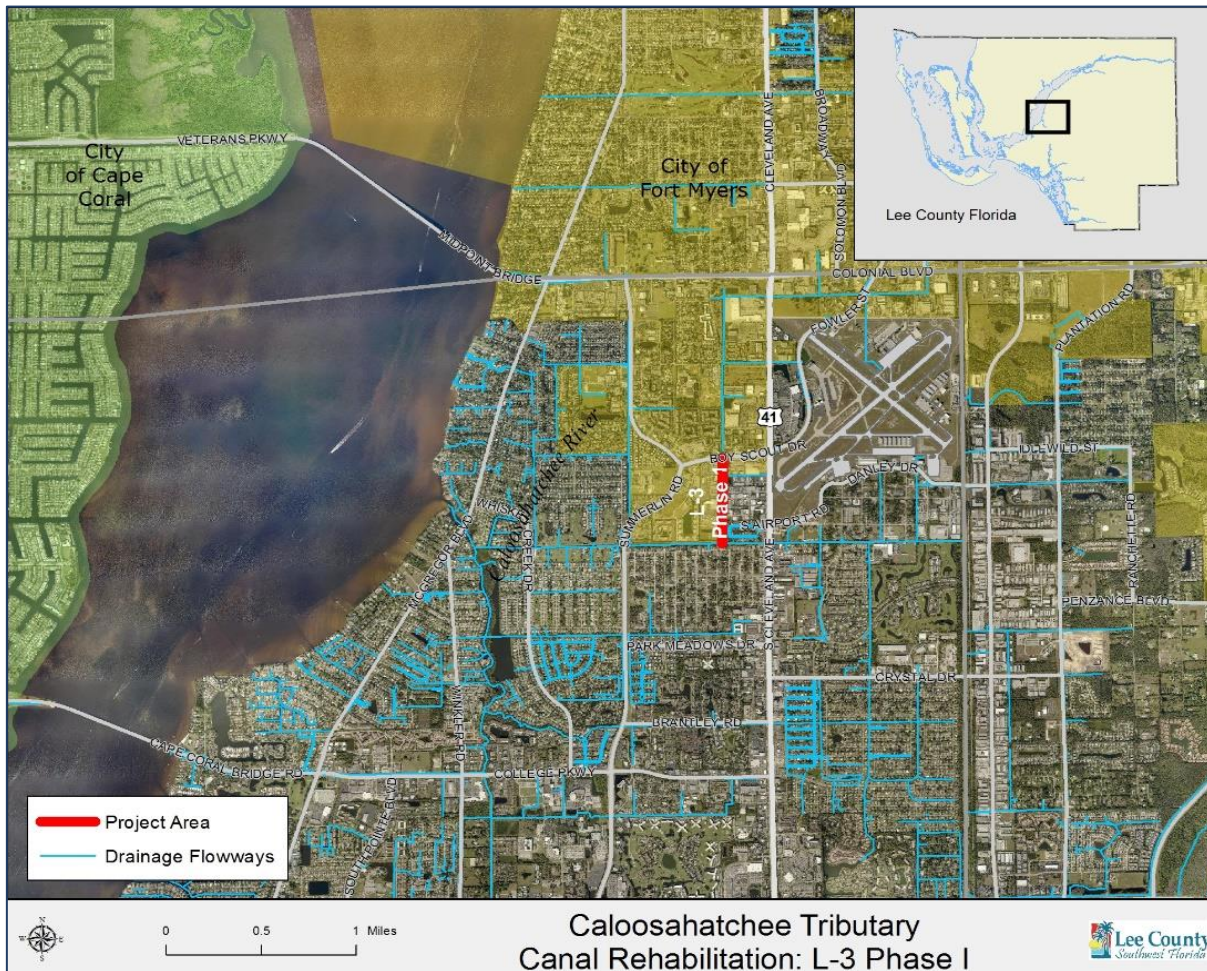 VETERANS PKWY
City
of Cape
Coral
City of
Fort Myers
CLEVELAND AVE
BROADWAY
SOLOMON BLVD
Lee County Florida
MIDPOINT BRIDGE
COLONIAL BLVD
FOWLER ST
PLANTATION RD
41
BOY SCOUT DR
DANLEY DR
IDLEWILD ST
L-3
Phase 1
SUMMERLIN RD
S AIRPORT RD
WHISKEY CREEK DR
Caloosahatchee River
MCGREGOR BLVD
RANCHETTE RD
PENZANCE BLVD
PARK MEADOWS DR
S CLEVELAND AVE
CRYSTAL DR
BRANTLEY RD
WINKLER RD
CAPE CORAL BRIDGE RD
COLLEGE PKWY
SOUTH POINTE BLVD
Project Area
Drainage Flowways
N
W
E
S
0 0.5 1 Miles
Caloosahatchee Tributary
Canal Rehabilitation: L-3 Phase I
Lee County
Southwest Florida